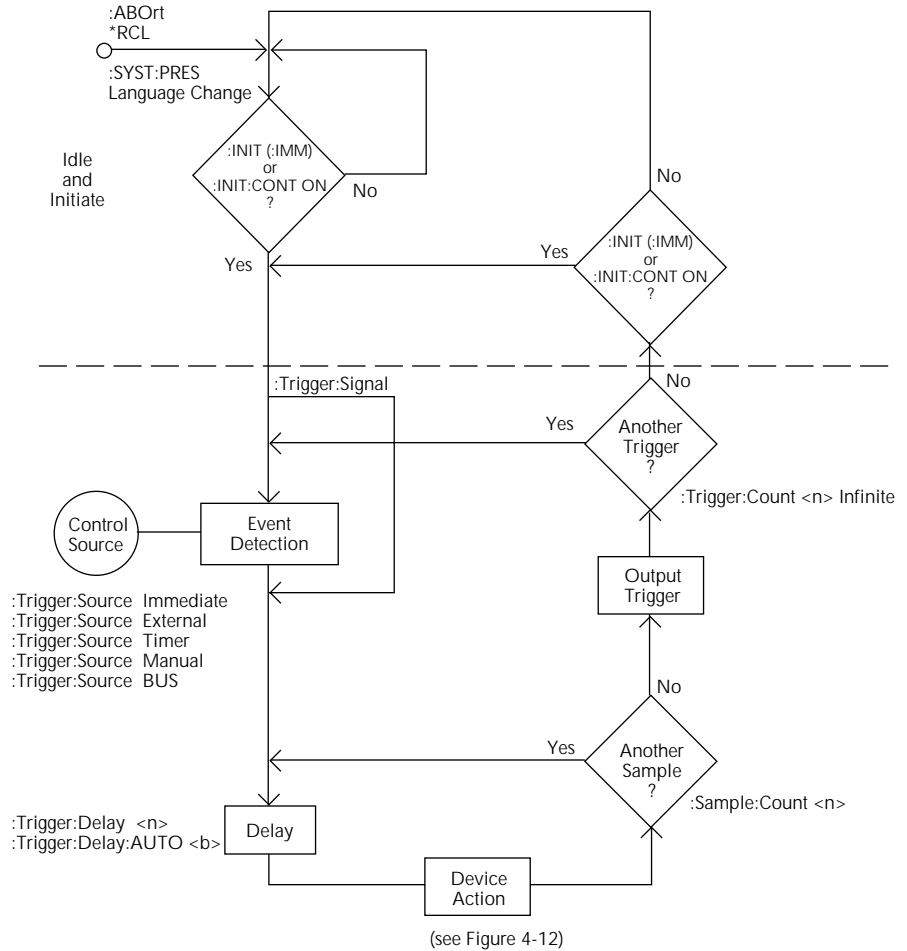 :ABOrt
*RCL
:SYST:PRES
Language Change
Idle
and
Initiate
:INIT (:IMM)
or
:INIT:CONT ON
?
No
Yes
No
Yes
:INIT (:IMM)
or
:INIT:CONT ON
?
:Trigger:Signal
No
Yes
Another
Trigger
?
:Trigger:Count <n> Infinite
Control
Source
Event
Detection
:Trigger:Source Immediate
:Trigger:Source External
:Trigger:Source Timer
:Trigger:Source Manual
:Trigger:Source BUS
Output
Trigger
No
Yes
Another
Sample
?
:Sample:Count <n>
:Trigger:Delay <n>
:Trigger:Delay:AUTO <b>
Delay
Device
Action
(see Figure 4-12)